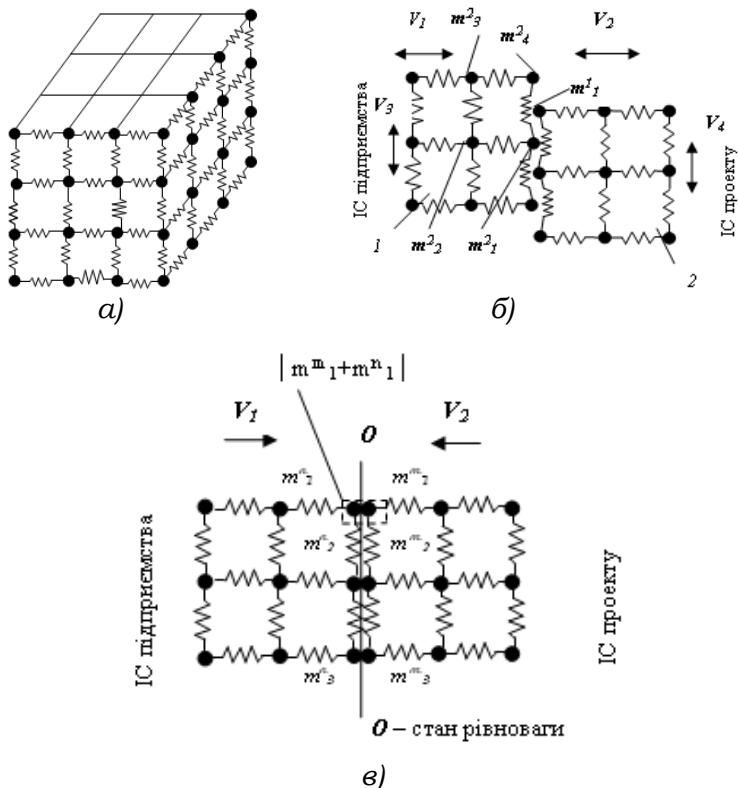 V₁ m²₃ m²₄ V₂
m¹₁
V₃ V₄
ІС підприємства
ІС проекту
1 m²₂ m²₁ 2
а) б)
| mᵐ₁+mⁿ₁ |
V₁ O V₂
mⁿ₁ mᵐ₁
mⁿ₂ mᵐ₂
ІС підприємства
ІС проекту
mⁿ₃ mᵐ₃
O – стан рівноваги
в)